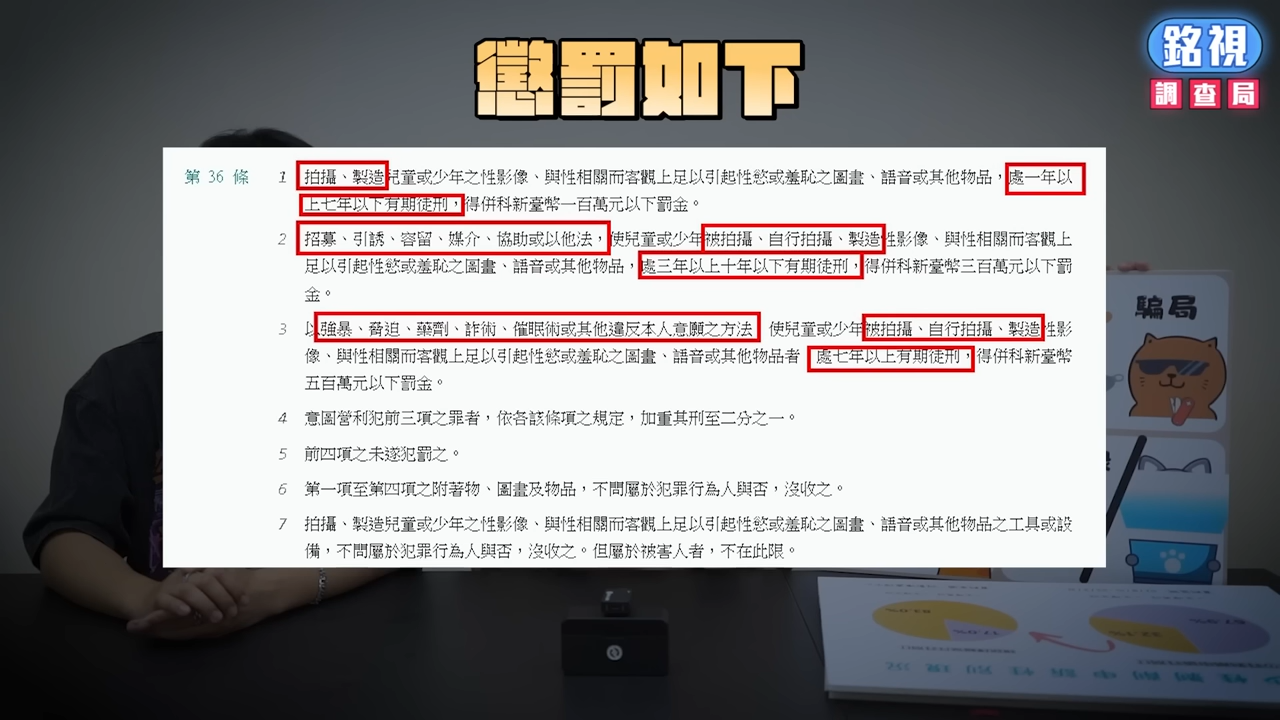 懲罰如下
銘視
調查局
第 36 條
1 拍攝、製造兒童或少年之性影像、與性相關而客觀上足以引起性慾或羞恥之圖畫、語音或其他物品,處一年以
上七年以下有期徒刑,得併科新臺幣一百萬元以下罰金。
2 招募、引誘、容留、媒介、協助或以他法,使兒童或少年被拍攝、自行拍攝、製造性影像、與性相關而客觀上
足以引起性慾或羞恥之圖畫、語音或其他物品,處三年以上十年以下有期徒刑,得併科新臺幣三百萬元以下罰
金。
3 以強暴、脅迫、藥劑、詐術、催眠術或其他違反本人意願之方法 使兒童或少年被拍攝、自行拍攝、製造性影
像、與性相關而客觀上足以引起性慾或羞恥之圖畫、語音或其他物品者 處七年以上有期徒刑,得併科新臺幣
五百萬元以下罰金。
4 意圖營利犯前三項之罪者,依各該條項之規定,加重其刑至二分之一。
5 前四項之未遂犯罰之。
6 第一項至第四項之附著物、圖畫及物品,不問屬於犯罪行為人與否,沒收之。
7 拍攝、製造兒童或少年之性影像、與性相關而客觀上足以引起性慾或羞恥之圖畫、語音或其他物品之工具或設
備,不問屬於犯罪行為人與否,沒收之。但屬於被害人者,不在此限。
騙局